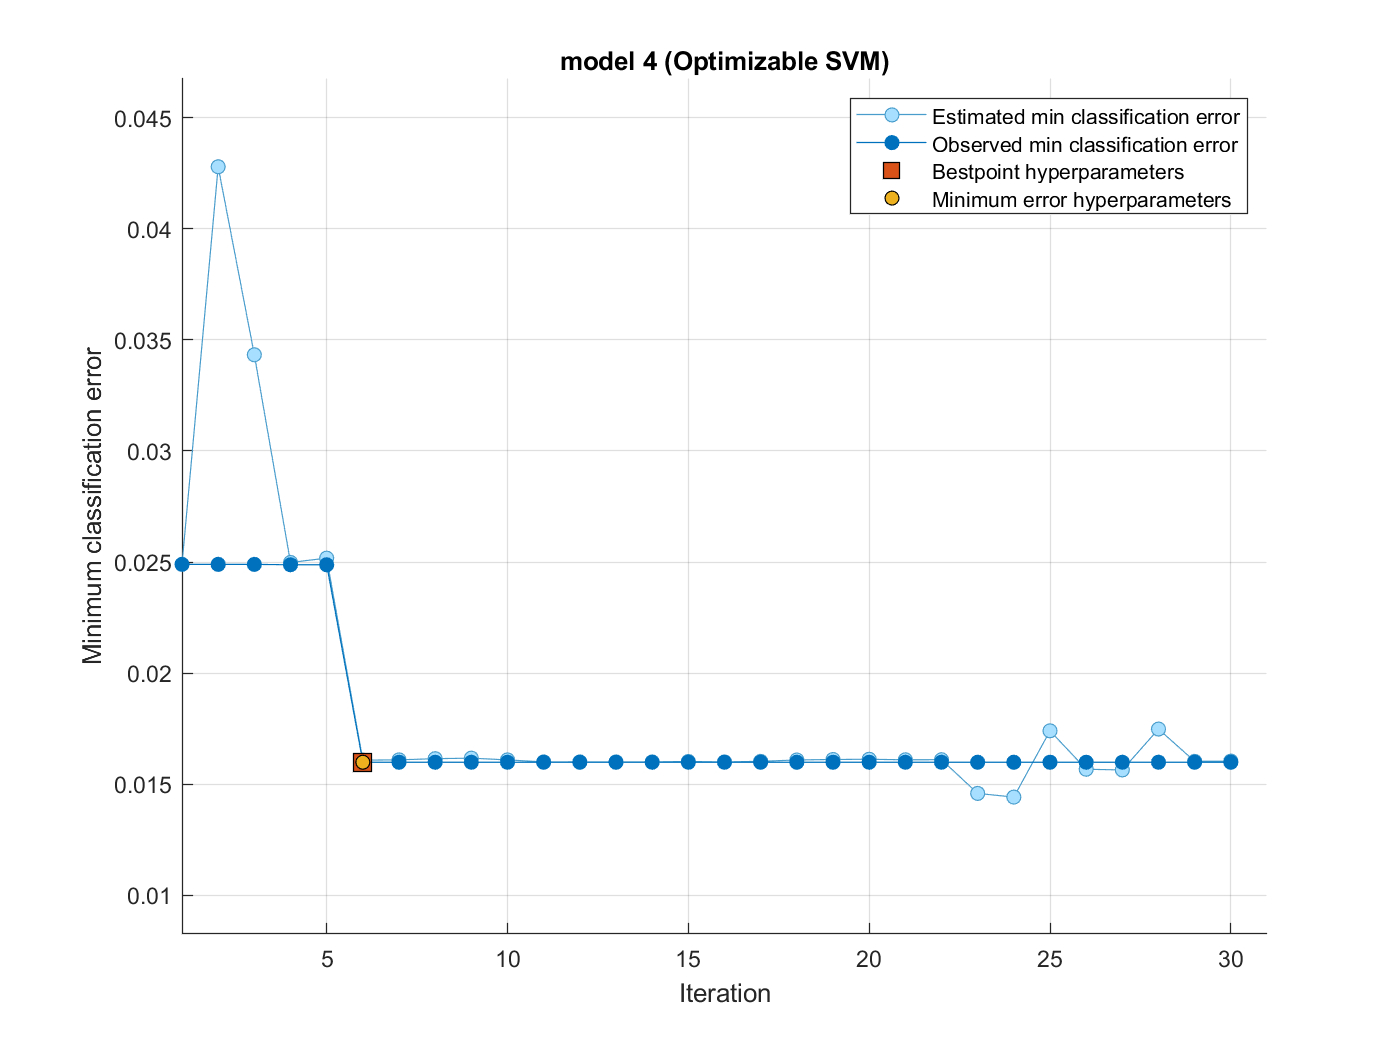 model 4 (Optimizable SVM)
Estimated min classification error
Observed min classification error
Bestpoint hyperparameters
Minimum error hyperparameters
0.045
0.04
0.035
0.03
0.025
0.02
0.015
0.01
Minimum classification error
5 10 15 20 25 30
Iteration